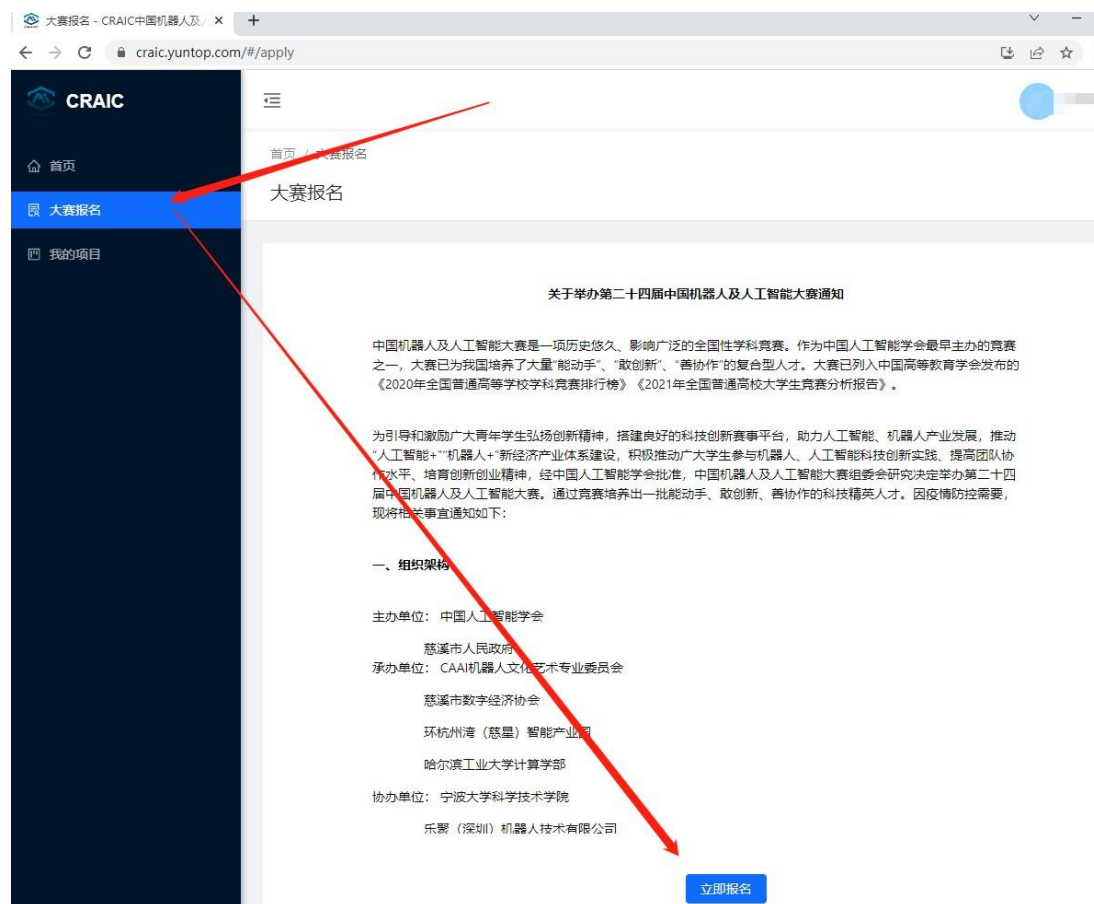 大赛报名 - CRAIC中国机器人及
craic.yuntop.com/#/apply
CRAIC
首页 / 大赛报名
首页
大赛报名
大赛报名
我的项目
关于举办第二十四届中国机器人及人工智能大赛通知
中国机器人及人工智能大赛是一项历史悠久、影响广泛的全国性学科竞赛。作为中国人工智能学会最早主办的竞赛
之一，大赛已为我国培养了大量“能动手”、“敢创新”、“善协作”的复合型人才。大赛已列入中国高等教育学会发布的
《2020年全国普通高等学校学科竞赛排行榜》《2021年全国普通高校大学生竞赛分析报告》。
为引导和激励广大青年学生弘扬创新精神，搭建良好的科技创新赛事平台，助力人工智能、机器人产业发展，推动
“人工智能+”“机器人+”新经济产业体系建设，积极推动广大学生参与机器人、人工智能科技创新实践、提高团队协
作水平、培育创新创业精神，经中国人工智能学会批准，中国机器人及人工智能大赛组委会研究决定举办第二十四
届中国机器人及人工智能大赛。通过竞赛培养出一批能动手、敢创新、善协作的科技精英人才。因疫情防控需要，
现将相关事宜通知如下：
一、组织架构
主办单位： 中国人工智能学会
慈溪市人民政府
承办单位： CAAI机器人文化艺术专业委员会
慈溪市数字经济协会
环杭州湾（慈星）智能产业园
哈尔滨工业大学计算学部
协办单位： 宁波大学科学技术学院
乐聚（深圳）机器人技术有限公司
立即报名